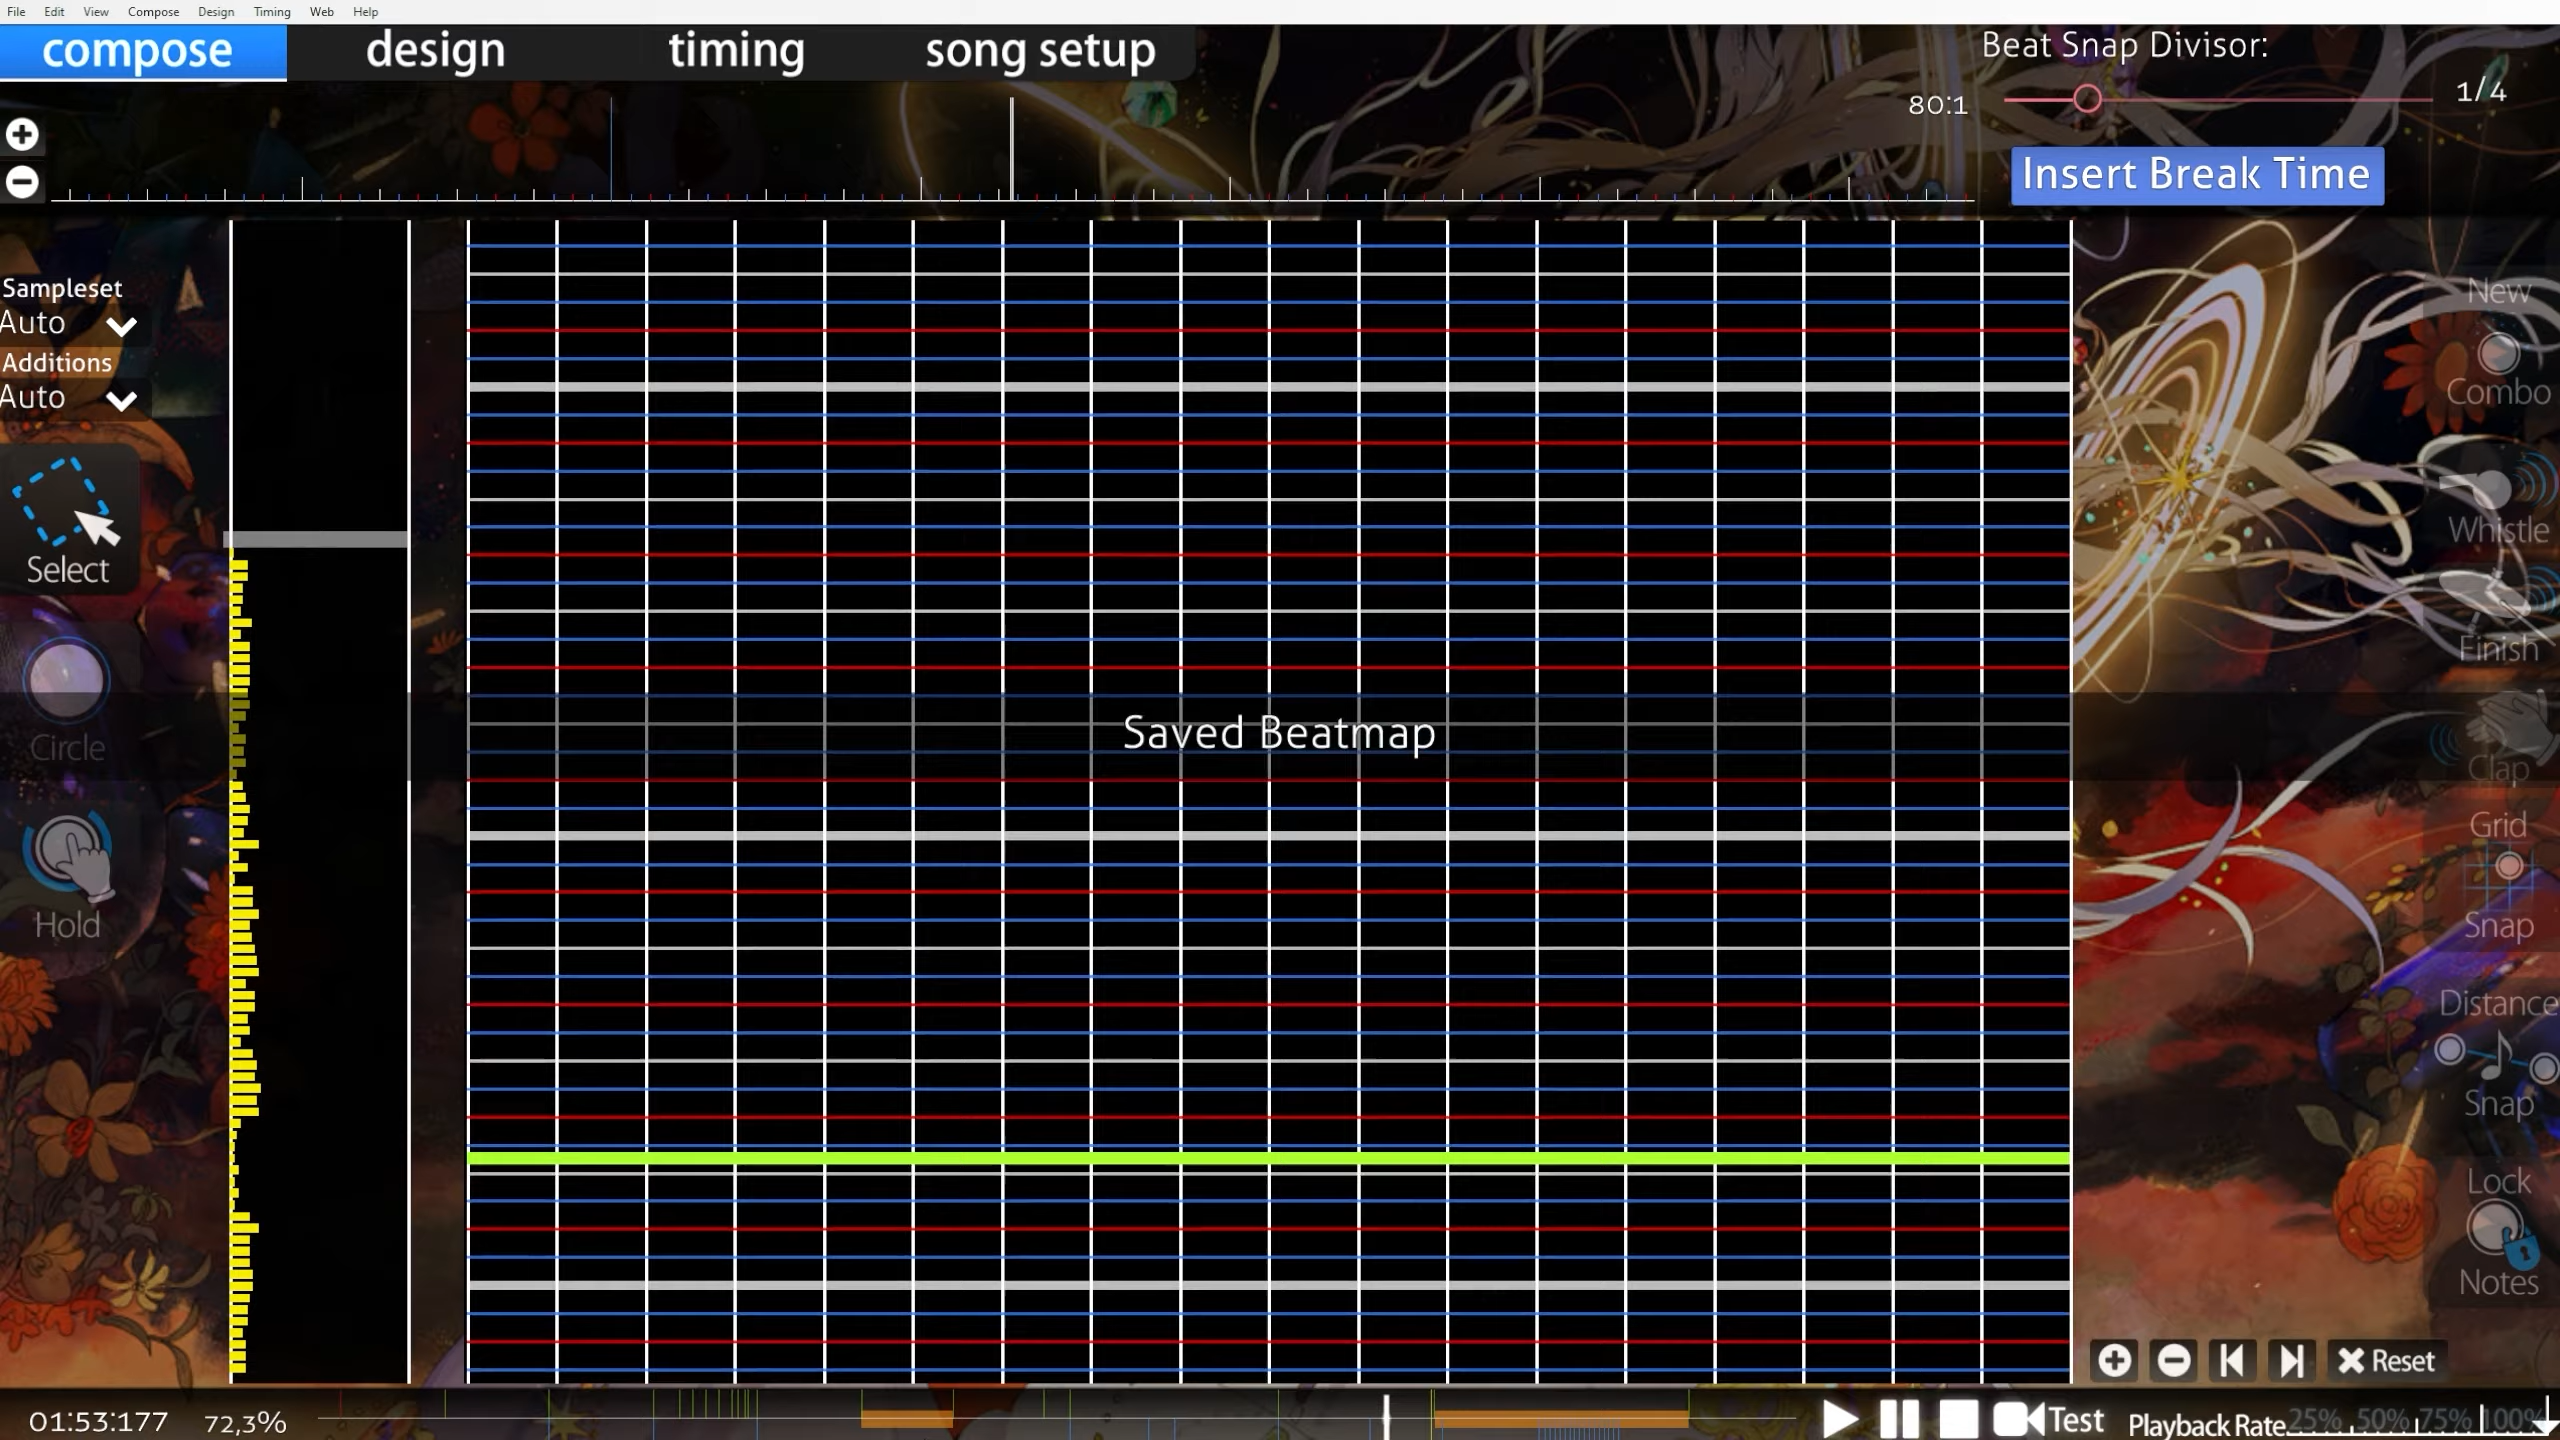 File Edit View Compose Design Timing Web Help
compose design timing song setup
Beat Snap Divisor:
80:1 1/4
Insert Break Time
Sampleset
Auto
Additions
Auto
Select
Circle
Hold
New
Combo
Whistle
Finish
Clap
Grid
Snap
Distance
Snap
Lock
Notes
Saved Beatmap
Reset
01:53:177 72,3%
Test Playback Rate 25% 50% 75% 100%